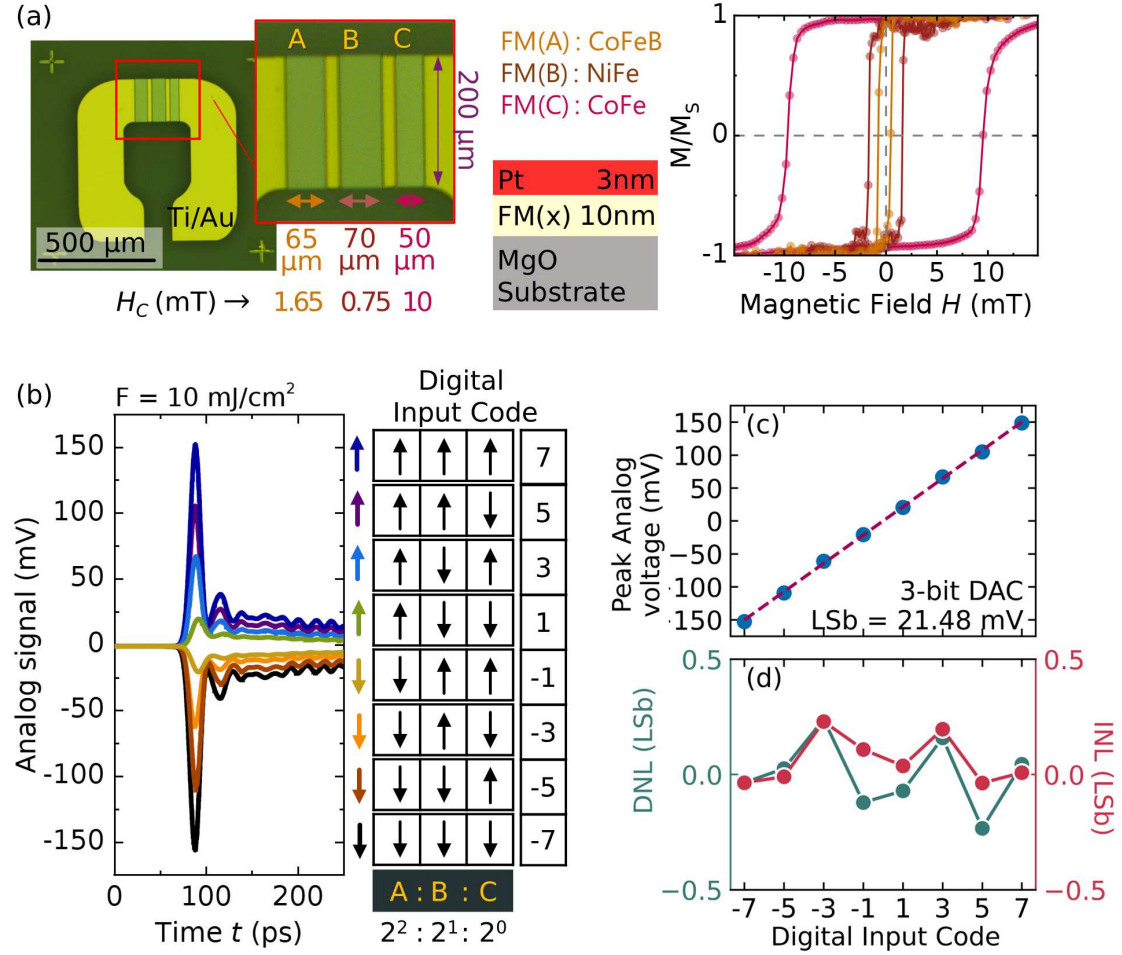 (a)
A B C
200 μm
Ti/Au
500 μm
65 μm
70 μm
50 μm
H_C (mT) → 1.65 0.75 10
FM(A) : CoFeB
FM(B) : NiFe
FM(C) : CoFe
Pt 3nm
FM(x) 10nm
MgO
Substrate
M/M_S
1
0
-1
-10 0 10
Magnetic Field H (mT)
(b)
F = 10 mJ/cm²
Analog signal (mV)
150
100
50
0
-50
-100
-150
0 100 200
Time t (ps)
Digital
Input Code
↑ ↑ ↑ ↑ 7
↑ ↑ ↑ ↓ 5
↑ ↑ ↓ ↑ 3
↑ ↑ ↓ ↓ 1
↓ ↓ ↑ ↑ -1
↓ ↓ ↑ ↓ -3
↓ ↓ ↓ ↑ -5
↓ ↓ ↓ ↓ -7
A : B : C
2² : 2¹ : 2⁰
(c)
Peak Analog
voltage (mV)
150
100
50
0
−50
−100
−150
3-bit DAC
LSb = 21.48 mV
(d)
DNL (LSb)
0.5
0.0
−0.5
INL (LSb)
0.5
0.0
−0.5
-7 -5 -3 -1 1 3 5 7
Digital Input Code